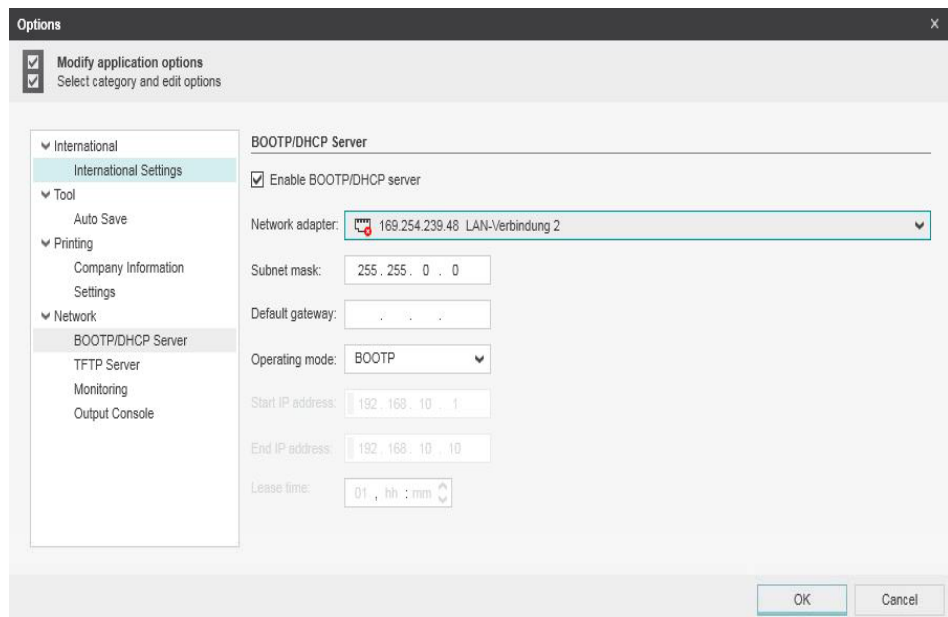 Options
x
Modify application options
Select category and edit options
International
International Settings
Tool
Auto Save
Printing
Company Information
Settings
Network
BOOTP/DHCP Server
TFTP Server
Monitoring
Output Console
BOOTP/DHCP Server
Enable BOOTP/DHCP server
Network adapter: 169.254.239.48 LAN-Verbindung 2
Subnet mask: 255 . 255 . 0 . 0
Default gateway: . . .
Operating mode: BOOTP
Start IP address: 192 . 168 . 10 . 1
End IP address: 192 . 168 . 10 . 10
Lease time: 01 , hh : mm
OK Cancel